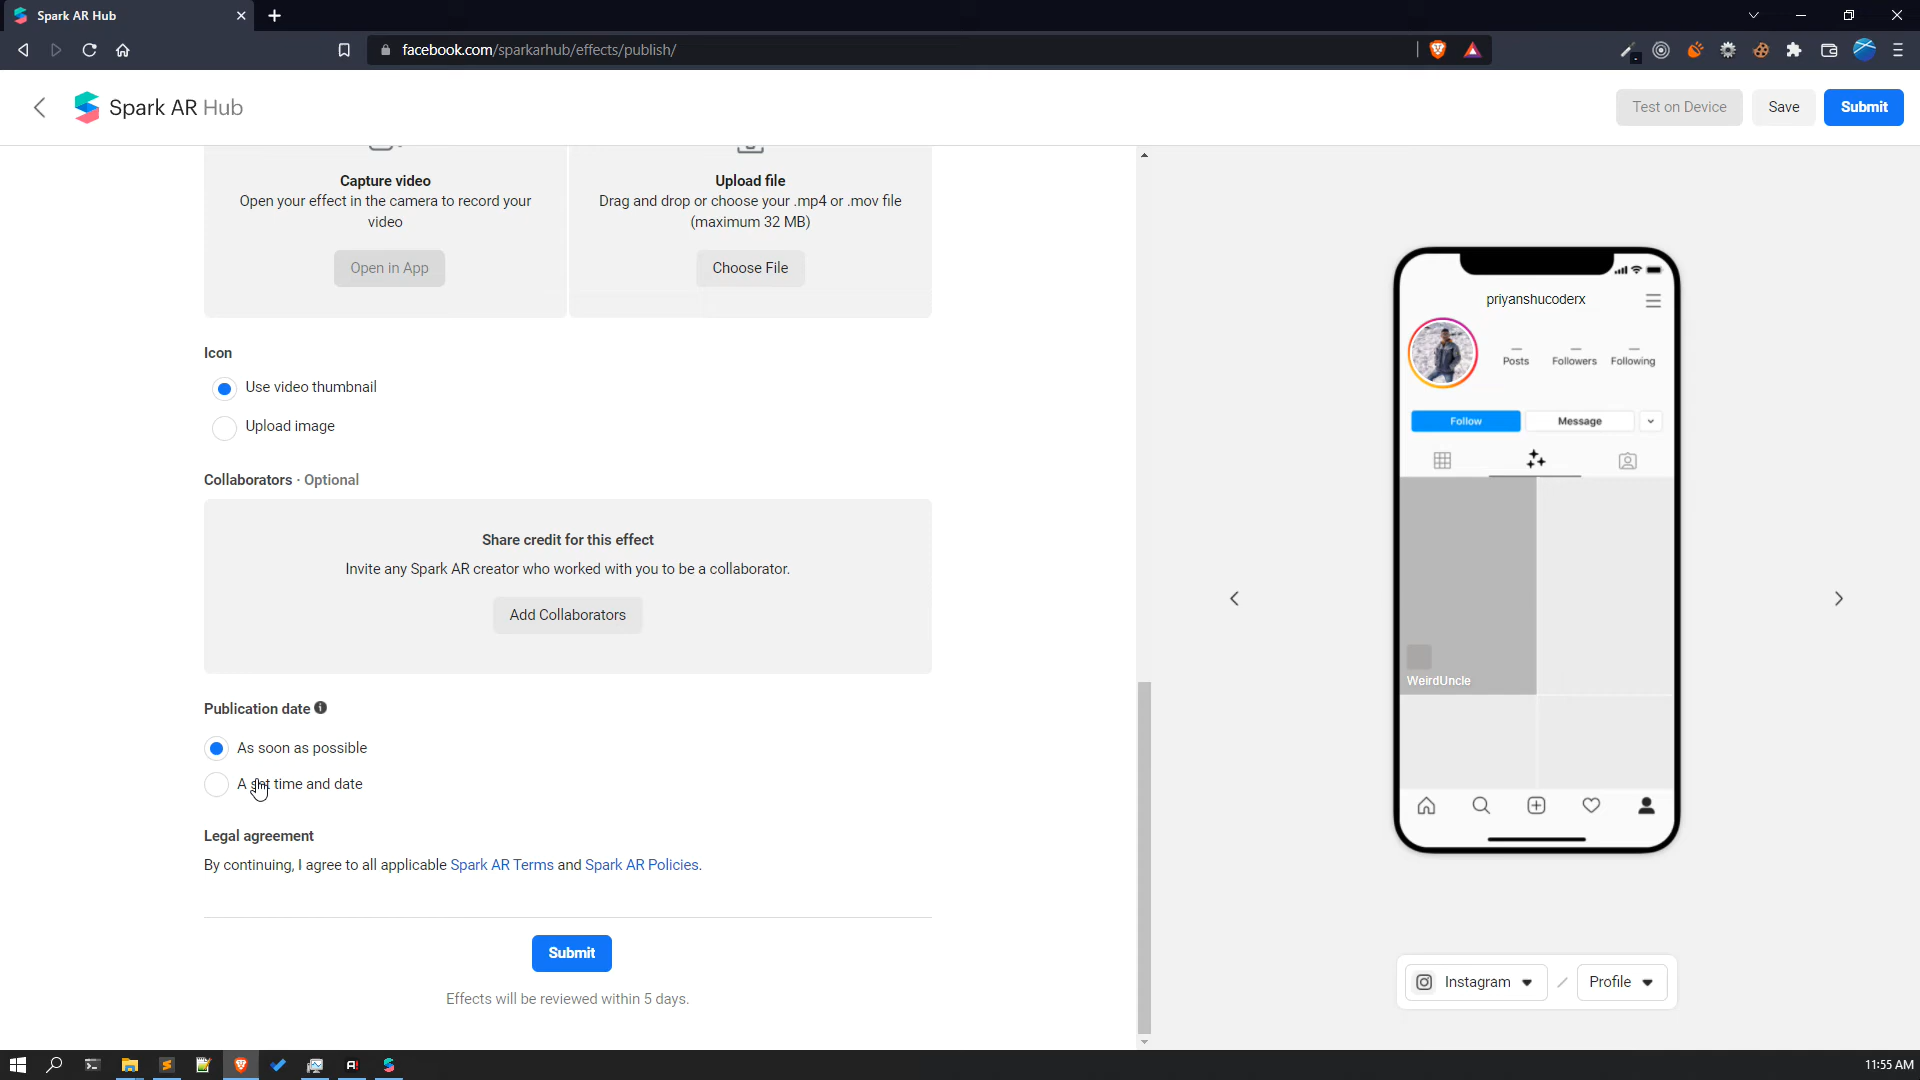 Spark AR Hub
facebook.com/sparkarhub/effects/publish/
Spark AR Hub
Test on Device
Save
Submit
Capture video
Open your effect in the camera to record your
video
Open in App
Upload file
Drag and drop or choose your .mp4 or .mov file
(maximum 32 MB)
Choose File
Icon
Use video thumbnail
Upload image
Collaborators · Optional
Share credit for this effect
Invite any Spark AR creator who worked with you to be a collaborator.
Add Collaborators
Publication date
As soon as possible
A set time and date
Legal agreement
By continuing, I agree to all applicable Spark AR Terms and Spark AR Policies.
Submit
Effects will be reviewed within 5 days.
priyanshucoderx
Posts Followers Following
Follow
Message
WeirdUncle
Instagram / Profile
11:55 AM